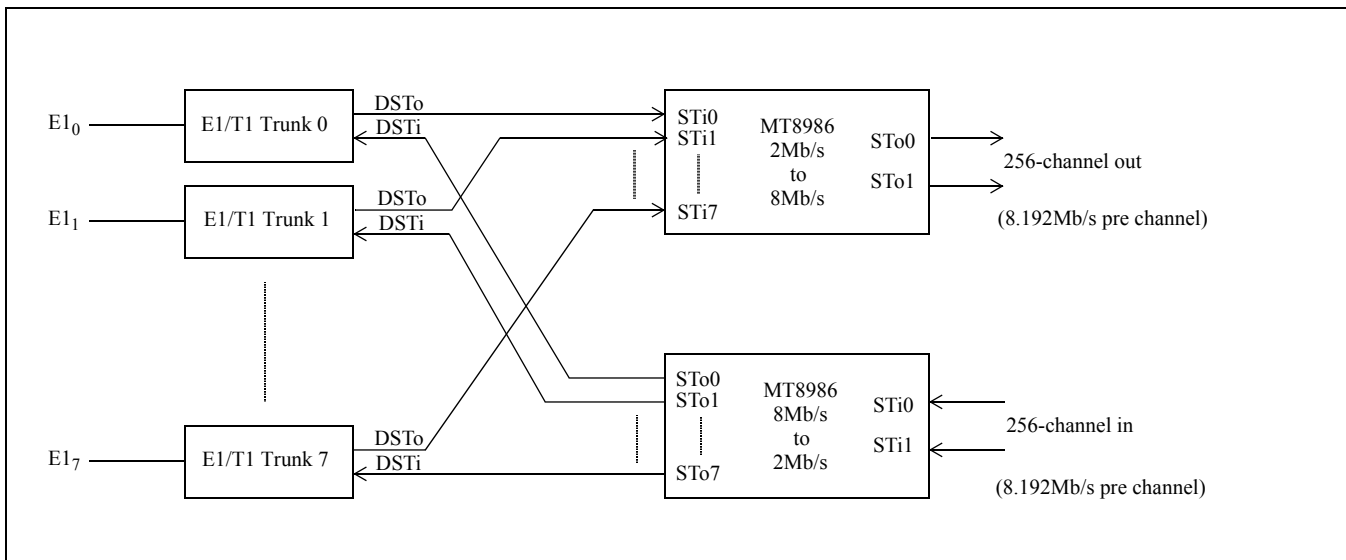 E1₀
E1/T1 Trunk 0
DSTo
DSTi
E1₁
E1/T1 Trunk 1
DSTo
DSTi
E1₇
E1/T1 Trunk 7
DSTo
DSTi
STi0
STi1
STi7
MT8986
2Mb/s
to
8Mb/s
STo0
STo1
256-channel out
(8.192Mb/s pre channel)
STo0
STo1
STo7
MT8986
8Mb/s
to
2Mb/s
STi0
STi1
256-channel in
(8.192Mb/s pre channel)